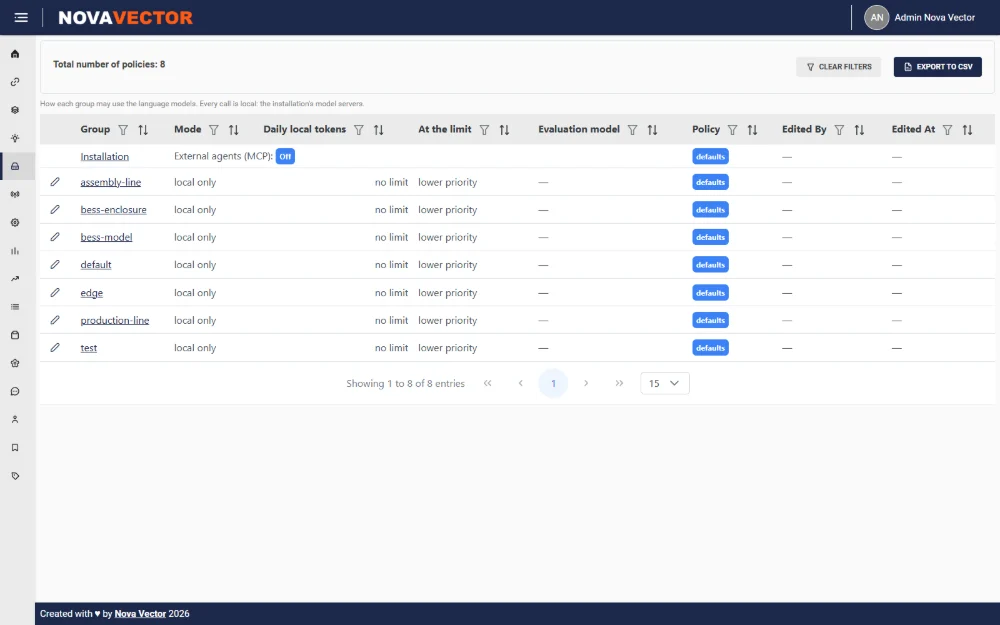 NOVAVECTOR
AN Admin Nova Vector
Total number of policies: 8
CLEAR FILTERS
EXPORT TO CSV
How each group may use the language models. Every call is local: the installation's model servers.
Group Mode Daily local tokens At the limit Evaluation model Policy Edited By Edited At
Installation External agents (MCP): Off defaults — —
assembly-line local only no limit lower priority — defaults — —
bess-enclosure local only no limit lower priority — defaults — —
bess-model local only no limit lower priority — defaults — —
default local only no limit lower priority — defaults — —
edge local only no limit lower priority — defaults — —
production-line local only no limit lower priority — defaults — —
test local only no limit lower priority — defaults — —
Showing 1 to 8 of 8 entries 1 15
Created with ♥ by Nova Vector 2026